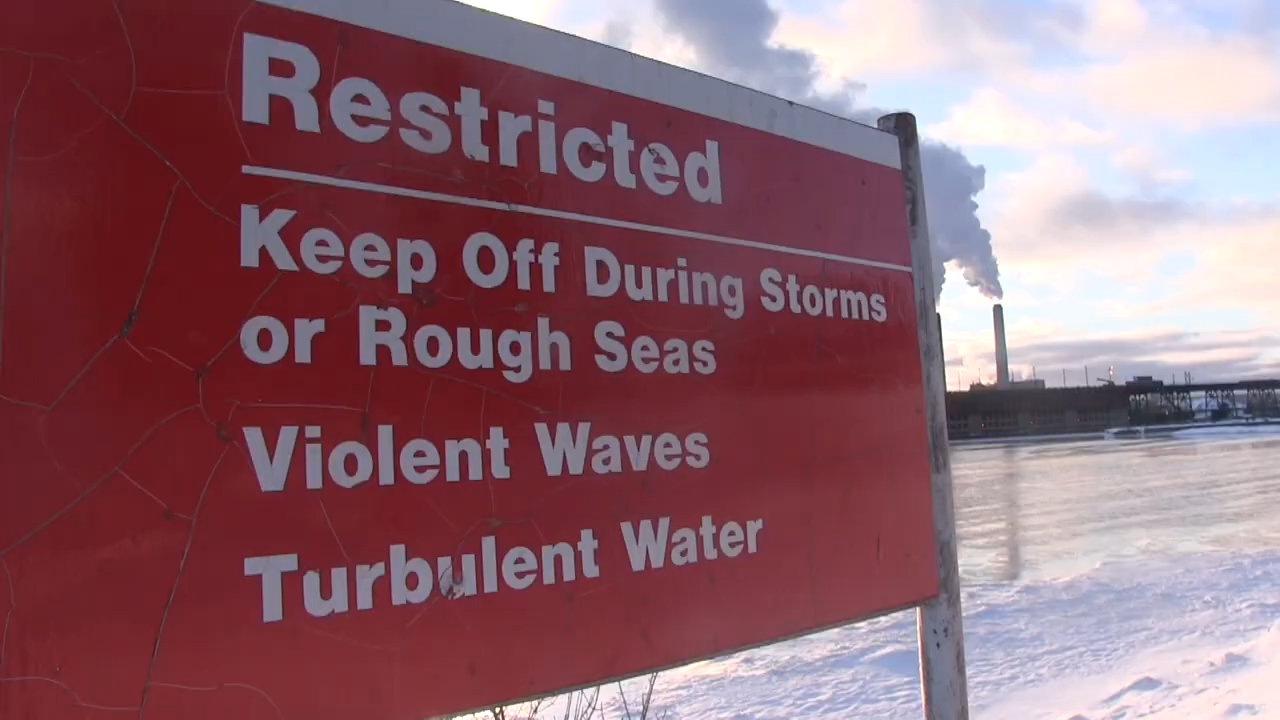 Restricted
Keep Off During Storms
or Rough Seas
Violent Waves
Turbulent Water